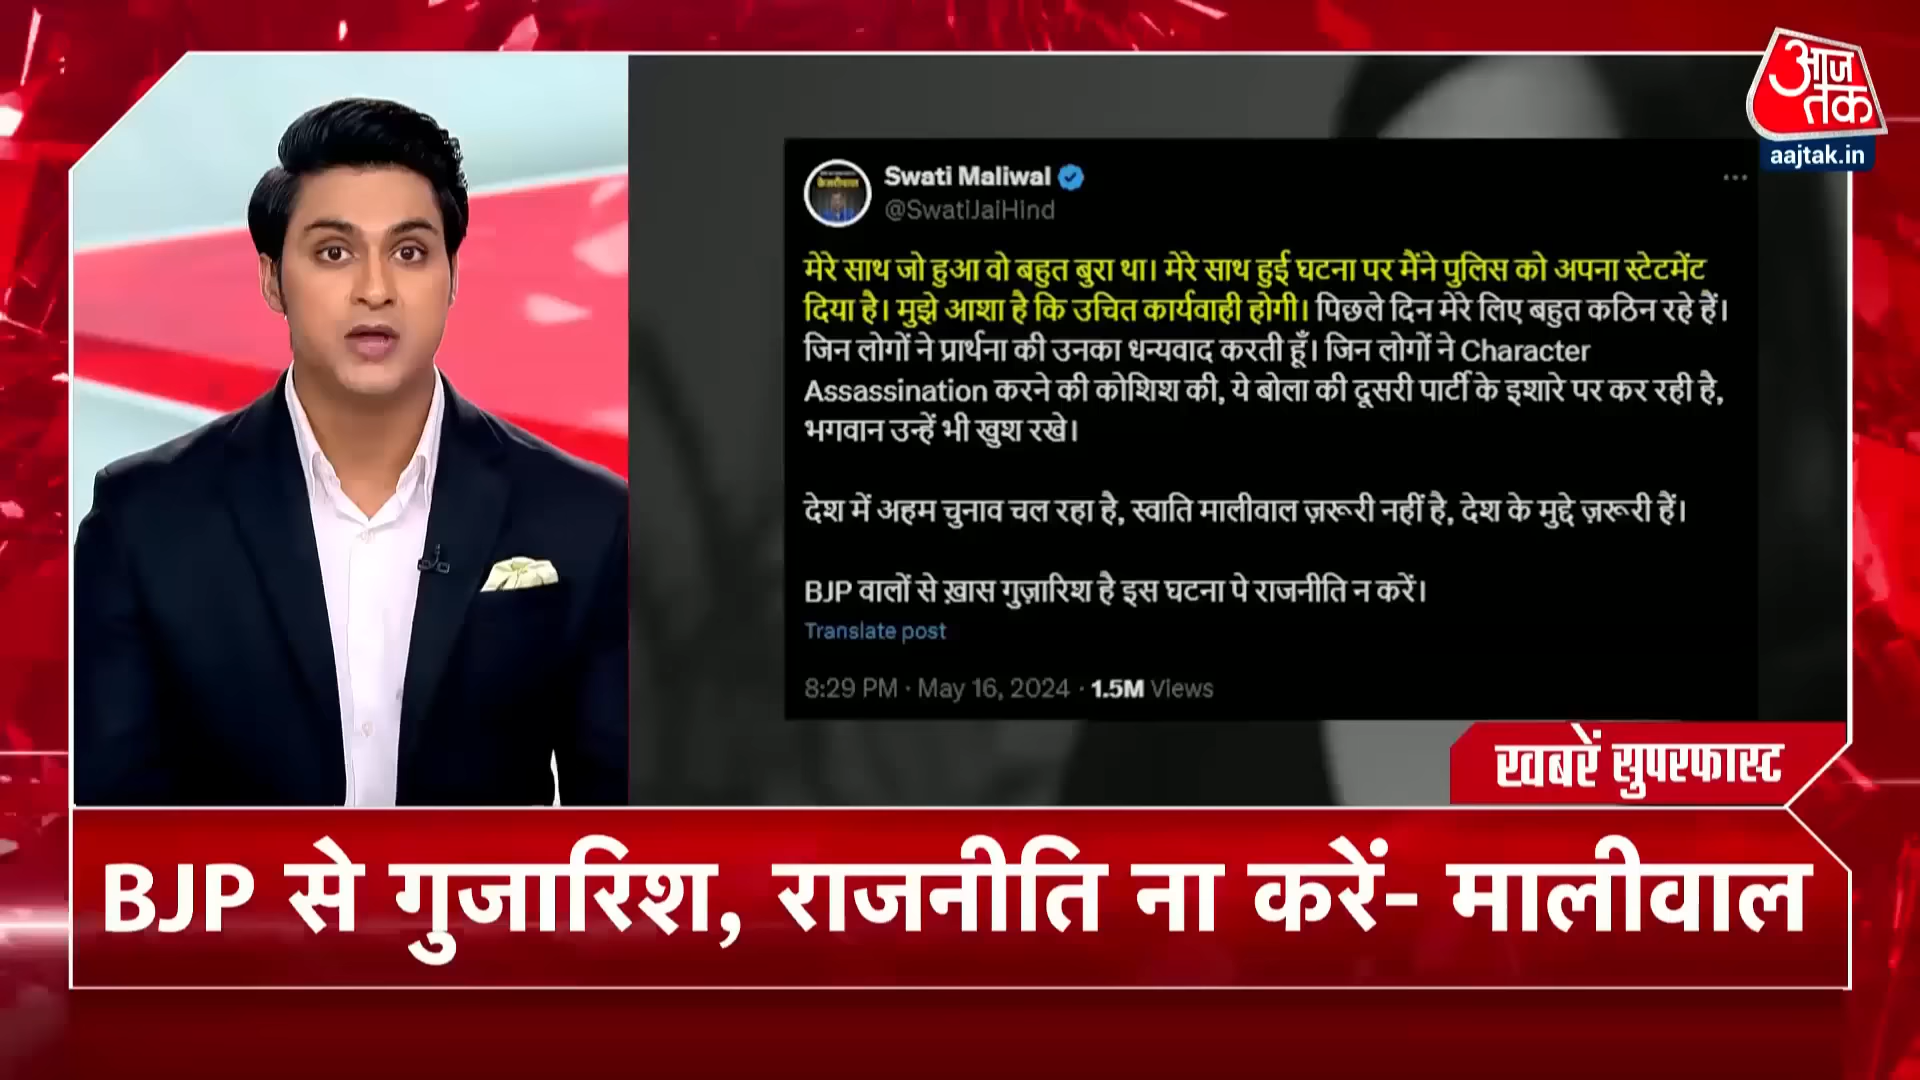 आज
तक
aajtak.in
Swati Maliwal
@SwatiJaiHind
मेरे साथ जो हुआ वो बहुत बुरा था। मेरे साथ हुई घटना पर मैंने पुलिस को अपना स्टेटमेंट
दिया है। मुझे आशा है कि उचित कार्यवाही होगी। पिछले दिन मेरे लिए बहुत कठिन रहे हैं।
जिन लोगों ने प्रार्थना की उनका धन्यवाद करती हूँ। जिन लोगों ने Character
Assassination करने की कोशिश की, ये बोला की दूसरी पार्टी के इशारे पर कर रही है,
भगवान उन्हें भी खुश रखे।
देश में अहम चुनाव चल रहा है, स्वाति मालीवाल ज़रूरी नहीं है, देश के मुद्दे ज़रूरी हैं।
BJP वालों से ख़ास गुज़ारिश है इस घटना पे राजनीति न करें।
Translate post
8:29 PM · May 16, 2024 · 1.5M Views
खबरें सुपरफास्ट
BJP से गुजारिश, राजनीति ना करें- मालीवाल